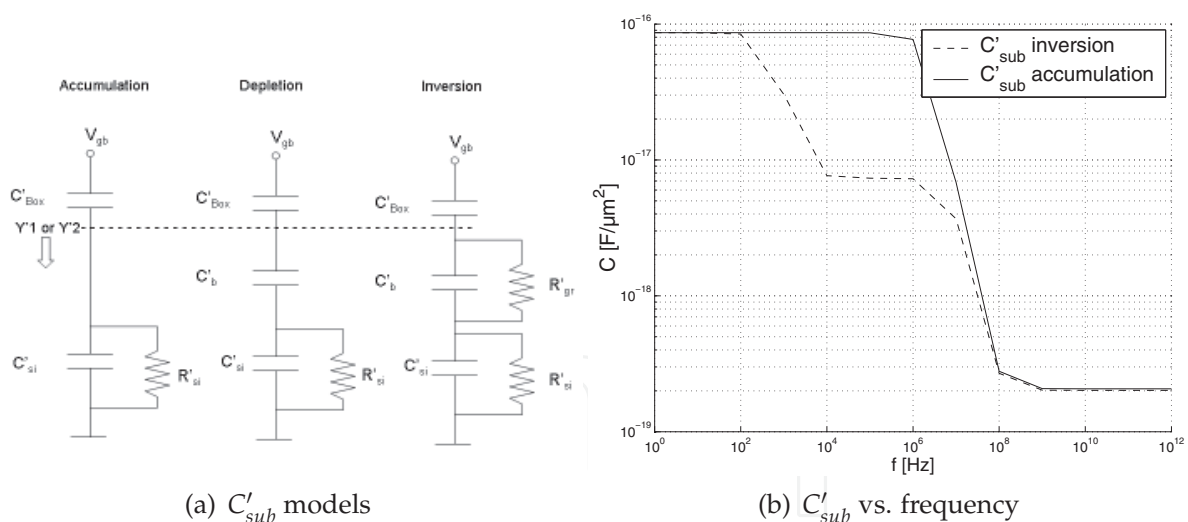 Accumulation
Depletion
Inversion
V_gb
V_gb
V_gb
C'_Box
C'_Box
C'_Box
Y'1 or Y'2
C'_b
C'_b
R'_gr
C'_si
R'_si
C'_si
R'_si
C'_si
R'_si
(a) C'_sub models
10^-16
10^-17
10^-18
10^-19
C [F/μm^2]
C'_sub inversion
C'_sub accumulation
10^0
10^2
10^4
10^6
10^8
10^10
10^12
f [Hz]
(b) C'_sub vs. frequency